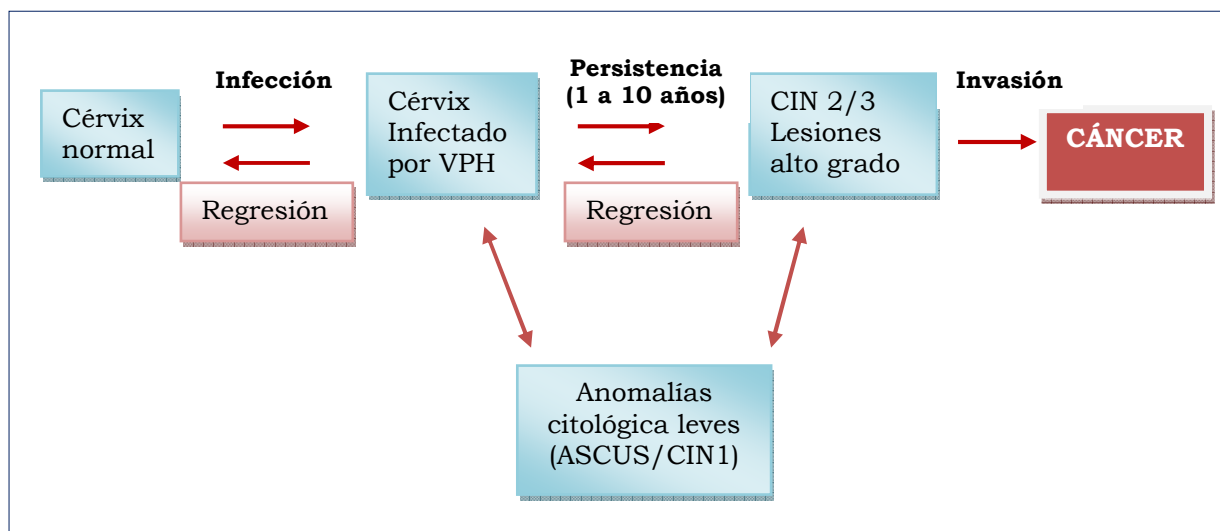 Infección
Persistencia
(1 a 10 años)
Invasión
Cérvix
normal
Cérvix
Infectado
por VPH
CIN 2/3
Lesiones
alto grado
CÁNCER
Regresión
Regresión
Anomalías
citológica leves
(ASCUS/CIN1)